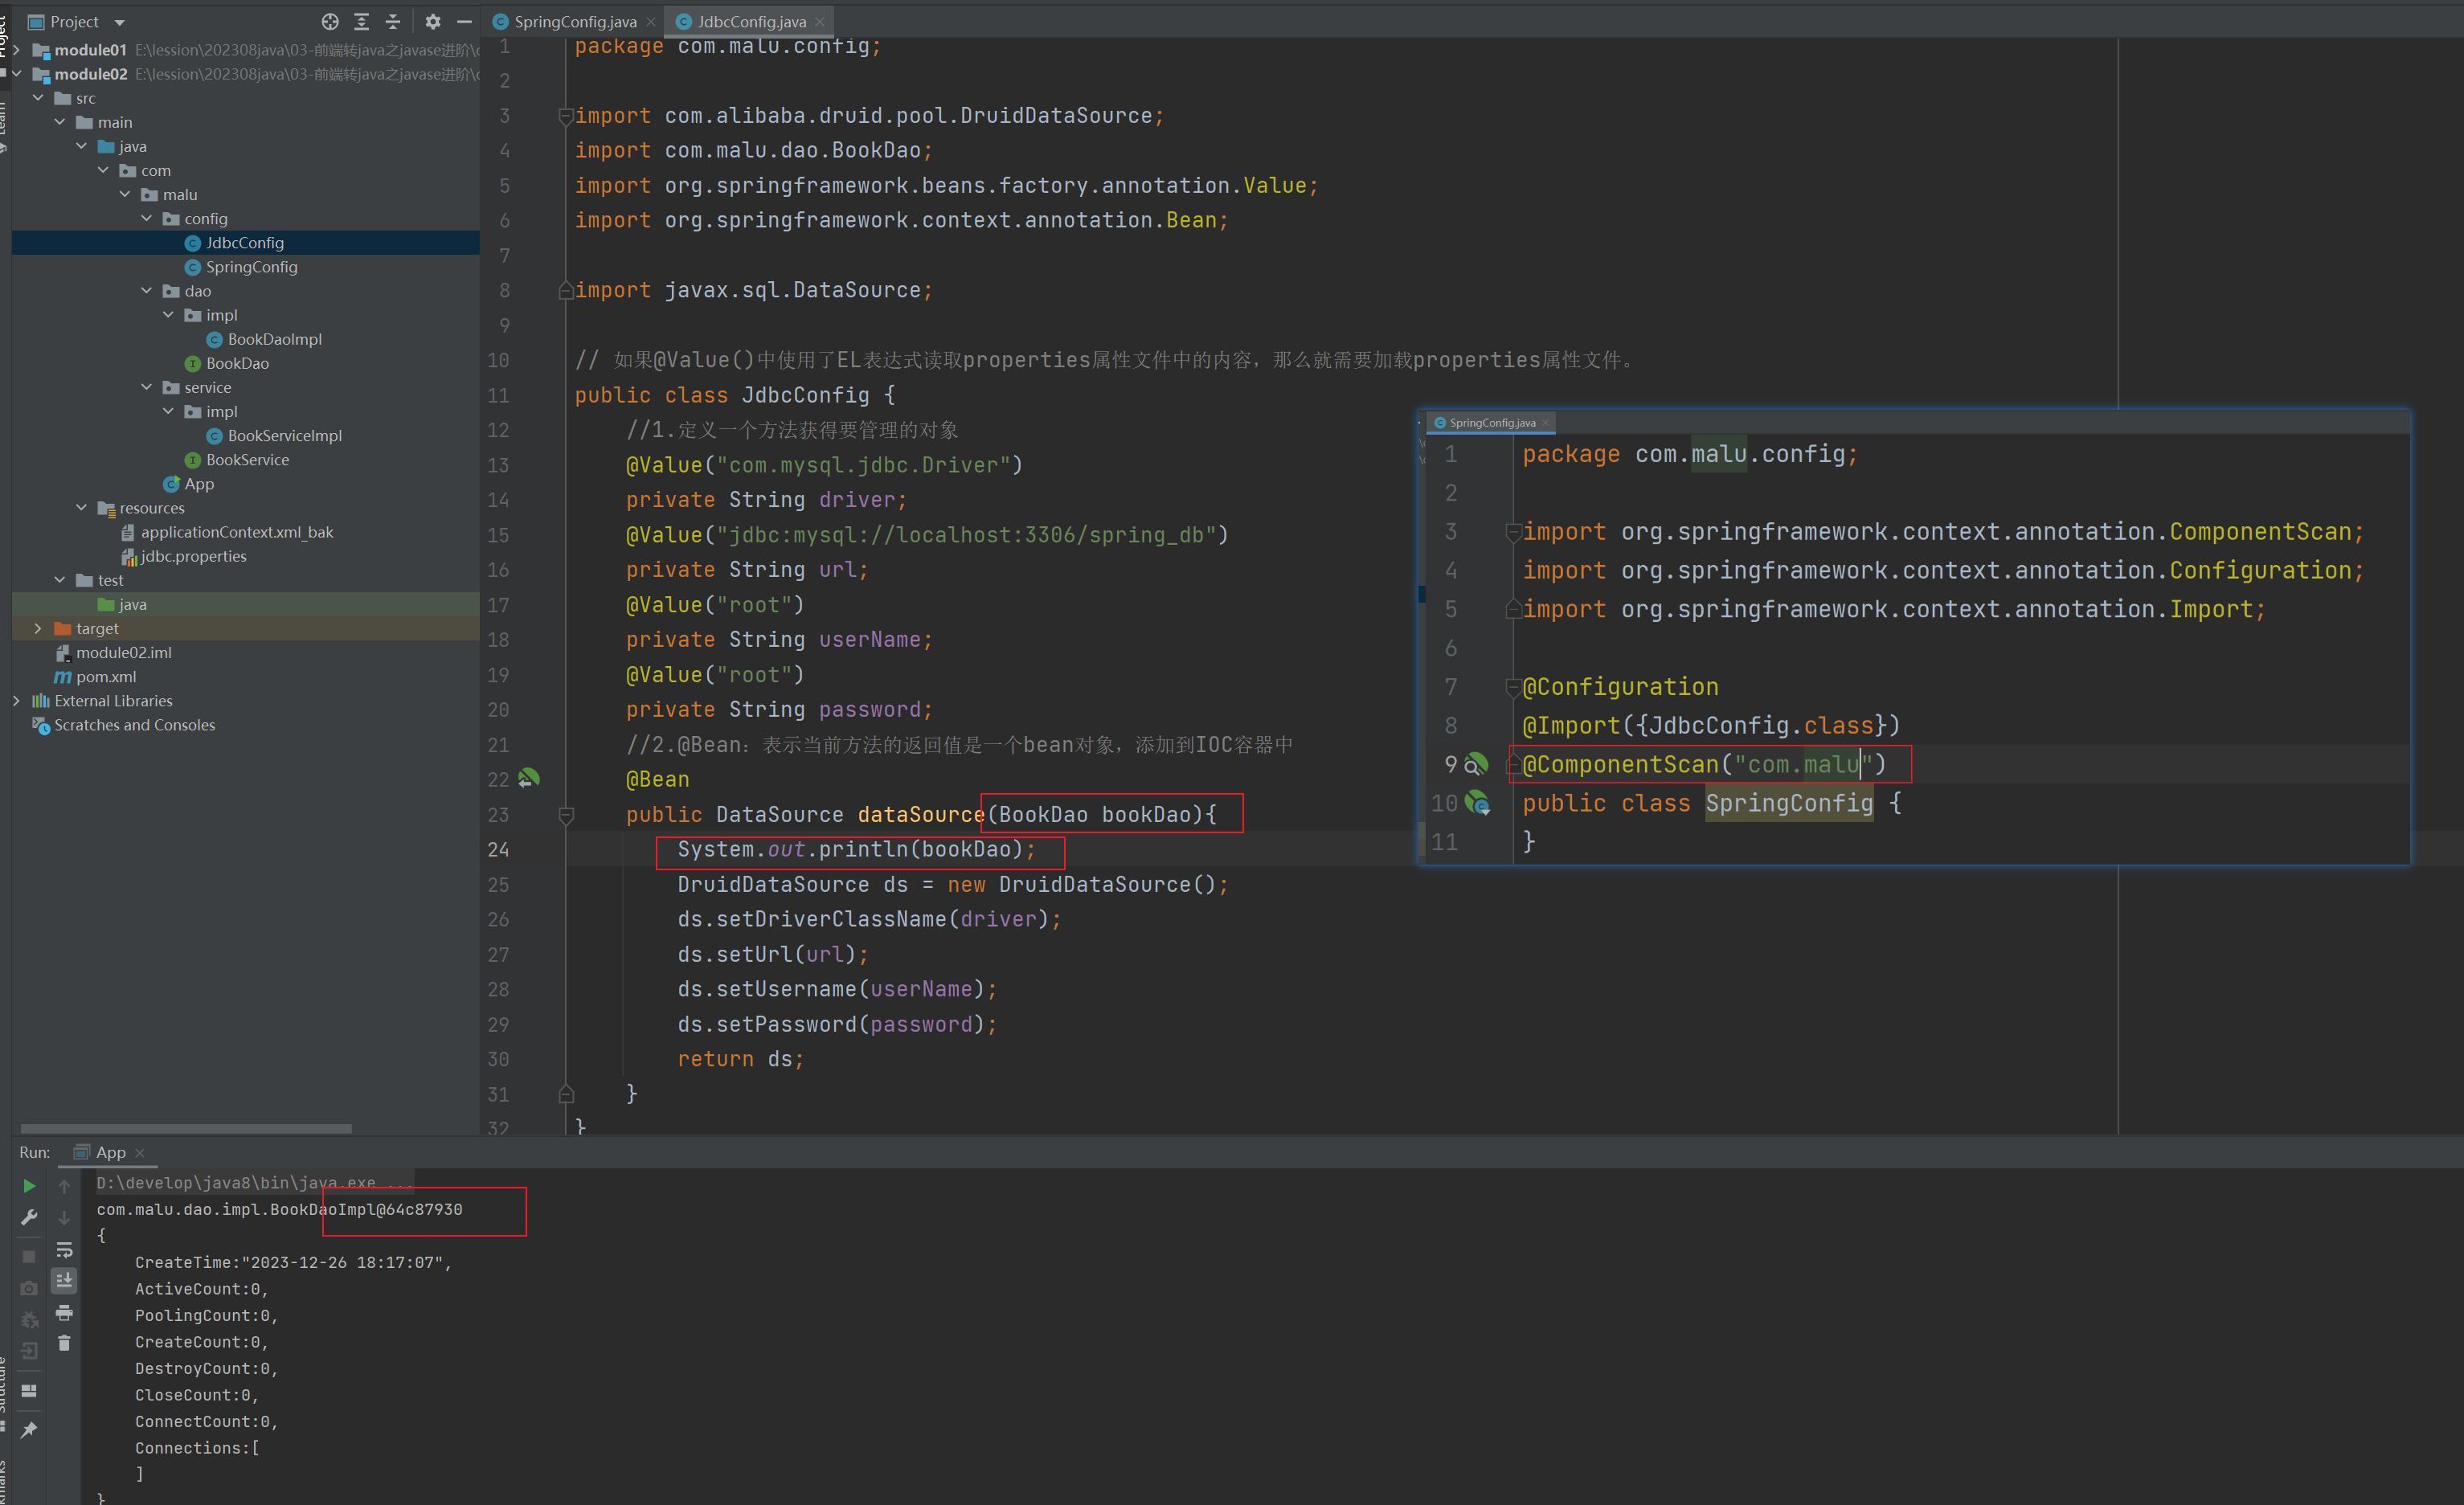 Project
module01 E:\lession\202308java\03-前端转java之javase进阶\
module02 E:\lession\202308java\03-前端转java之javase进阶\
src
main
java
com
malu
config
JdbcConfig
SpringConfig
dao
impl
BookDaoImpl
BookDao
service
impl
BookServiceImpl
BookService
App
resources
applicationContext.xml_bak
jdbc.properties
test
java
target
module02.iml
pom.xml
External Libraries
Scratches and Consoles
SpringConfig.java
JdbcConfig.java
1 package com.malu.config;
2
3 import com.alibaba.druid.pool.DruidDataSource;
4 import com.malu.dao.BookDao;
5 import org.springframework.beans.factory.annotation.Value;
6 import org.springframework.context.annotation.Bean;
7
8 import javax.sql.DataSource;
9
10 // 如果@Value()中使用了EL表达式读取properties属性文件中的内容，那么就需要加载properties属性文件。
11 public class JdbcConfig {
12 //1.定义一个方法获得要管理的对象
13 @Value("com.mysql.jdbc.Driver")
14 private String driver;
15 @Value("jdbc:mysql://localhost:3306/spring_db")
16 private String url;
17 @Value("root")
18 private String userName;
19 @Value("root")
20 private String password;
21 //2.@Bean：表示当前方法的返回值是一个bean对象，添加到IOC容器中
22 @Bean
23 public DataSource dataSource(BookDao bookDao){
24 System.out.println(bookDao);
25 DruidDataSource ds = new DruidDataSource();
26 ds.setDriverClassName(driver);
27 ds.setUrl(url);
28 ds.setUsername(userName);
29 ds.setPassword(password);
30 return ds;
31 }
32 }
SpringConfig.java
1 package com.malu.config;
2
3 import org.springframework.context.annotation.ComponentScan;
4 import org.springframework.context.annotation.Configuration;
5 import org.springframework.context.annotation.Import;
6
7 @Configuration
8 @Import({JdbcConfig.class})
9 @ComponentScan("com.malu")
10 public class SpringConfig {
11 }
Run: App
D:\develop\java8\bin\java.exe ...
com.malu.dao.impl.BookDaoImpl@64c87930
{
CreateTime:"2023-12-26 18:17:07",
ActiveCount:0,
PoolingCount:0,
CreateCount:0,
DestroyCount:0,
CloseCount:0,
ConnectCount:0,
Connections:[
]
}